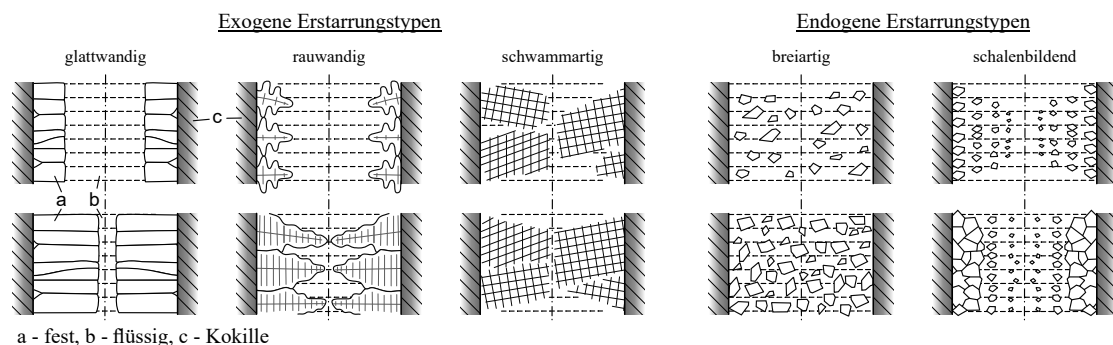 Exogene Erstarrungstypen
Endogene Erstarrungstypen
glattwandig
rauwandig
schwammartig
breiartig
schalenbildend
c
a
b
a - fest, b - flüssig, c - Kokille